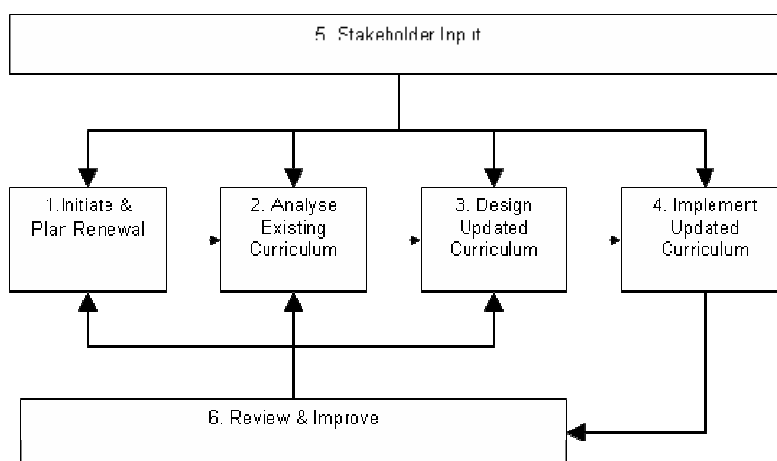 5. Stakeholder Input
1.Initiate &
Plan Renewal
2. Analyse
Existing
Curriculum
3. Design
Updated
Curriculum
4. Implement
Updated
Curriculum
6. Review & Improve